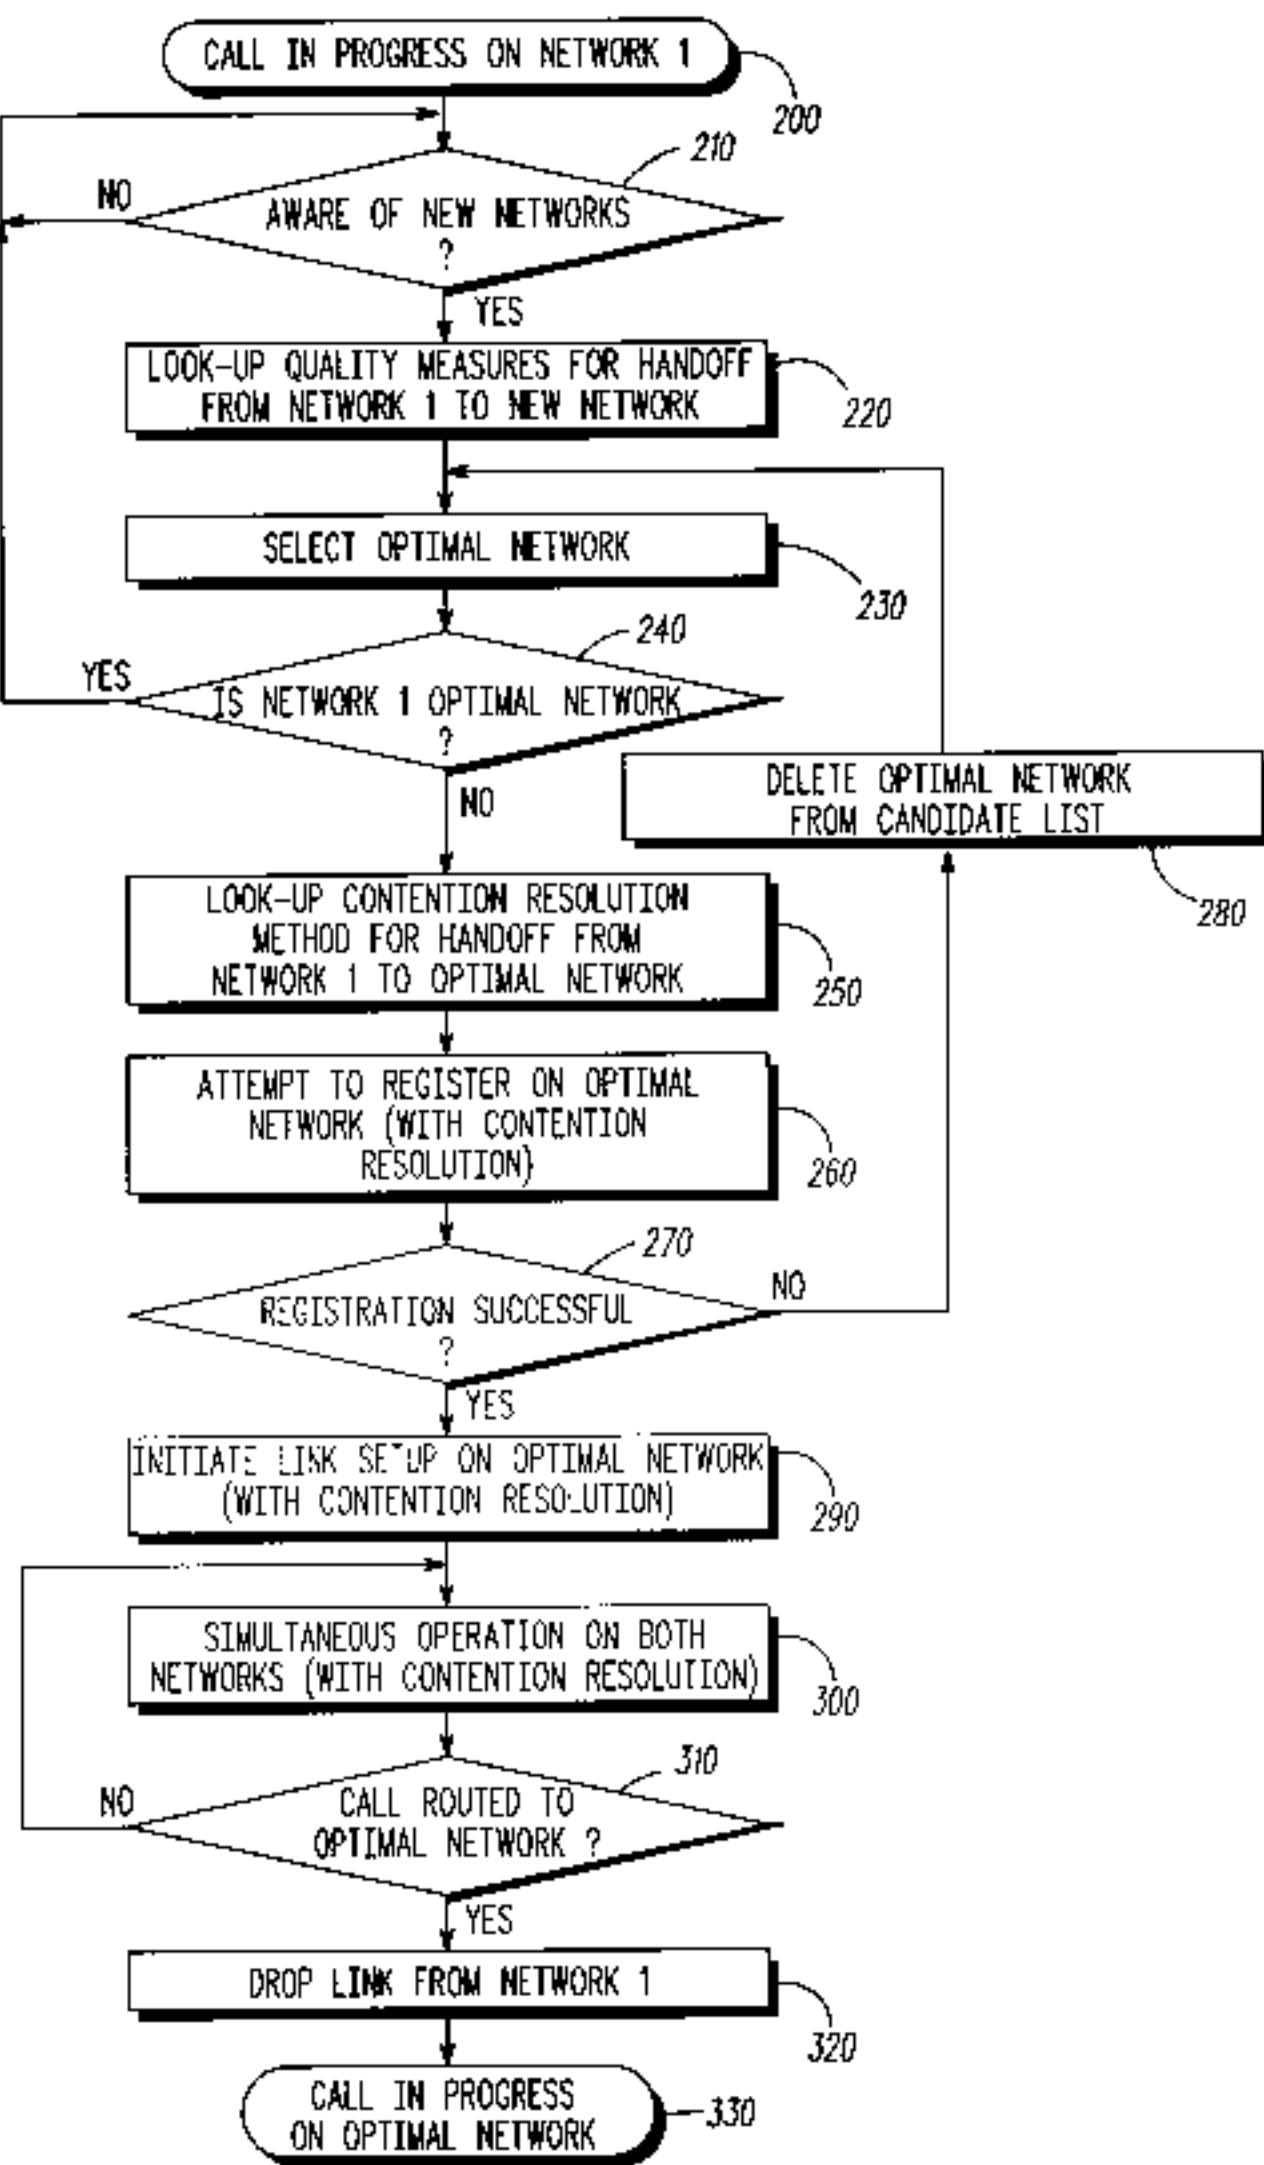 CALL IN PROGRESS ON NETWORK 1
200
210
NO
AWARE OF NEW NETWORKS
?
YES
LOOK-UP QUALITY MEASURES FOR HANDOFF
FROM NETWORK 1 TO NEW NETWORK
220
SELECT OPTIMAL NETWORK
230
240
YES
IS NETWORK 1 OPTIMAL NETWORK
?
NO
DELETE OPTIMAL NETWORK
FROM CANDIDATE LIST
280
LOOK-UP CONTENTION RESOLUTION
METHOD FOR HANDOFF FROM
NETWORK 1 TO OPTIMAL NETWORK
250
ATTEMPT TO REGISTER ON OPTIMAL
NETWORK (WITH CONTENTION
RESOLUTION)
260
270
NO
REGISTRATION SUCCESSFUL
?
YES
INITIATE LINK SETUP ON OPTIMAL NETWORK
(WITH CONTENTION RESOLUTION)
290
SIMULTANEOUS OPERATION ON BOTH
NETWORKS (WITH CONTENTION RESOLUTION)
300
310
NO
CALL ROUTED TO
OPTIMAL NETWORK ?
YES
DROP LINK FROM NETWORK 1
320
CALL IN PROGRESS
ON OPTIMAL NETWORK
330